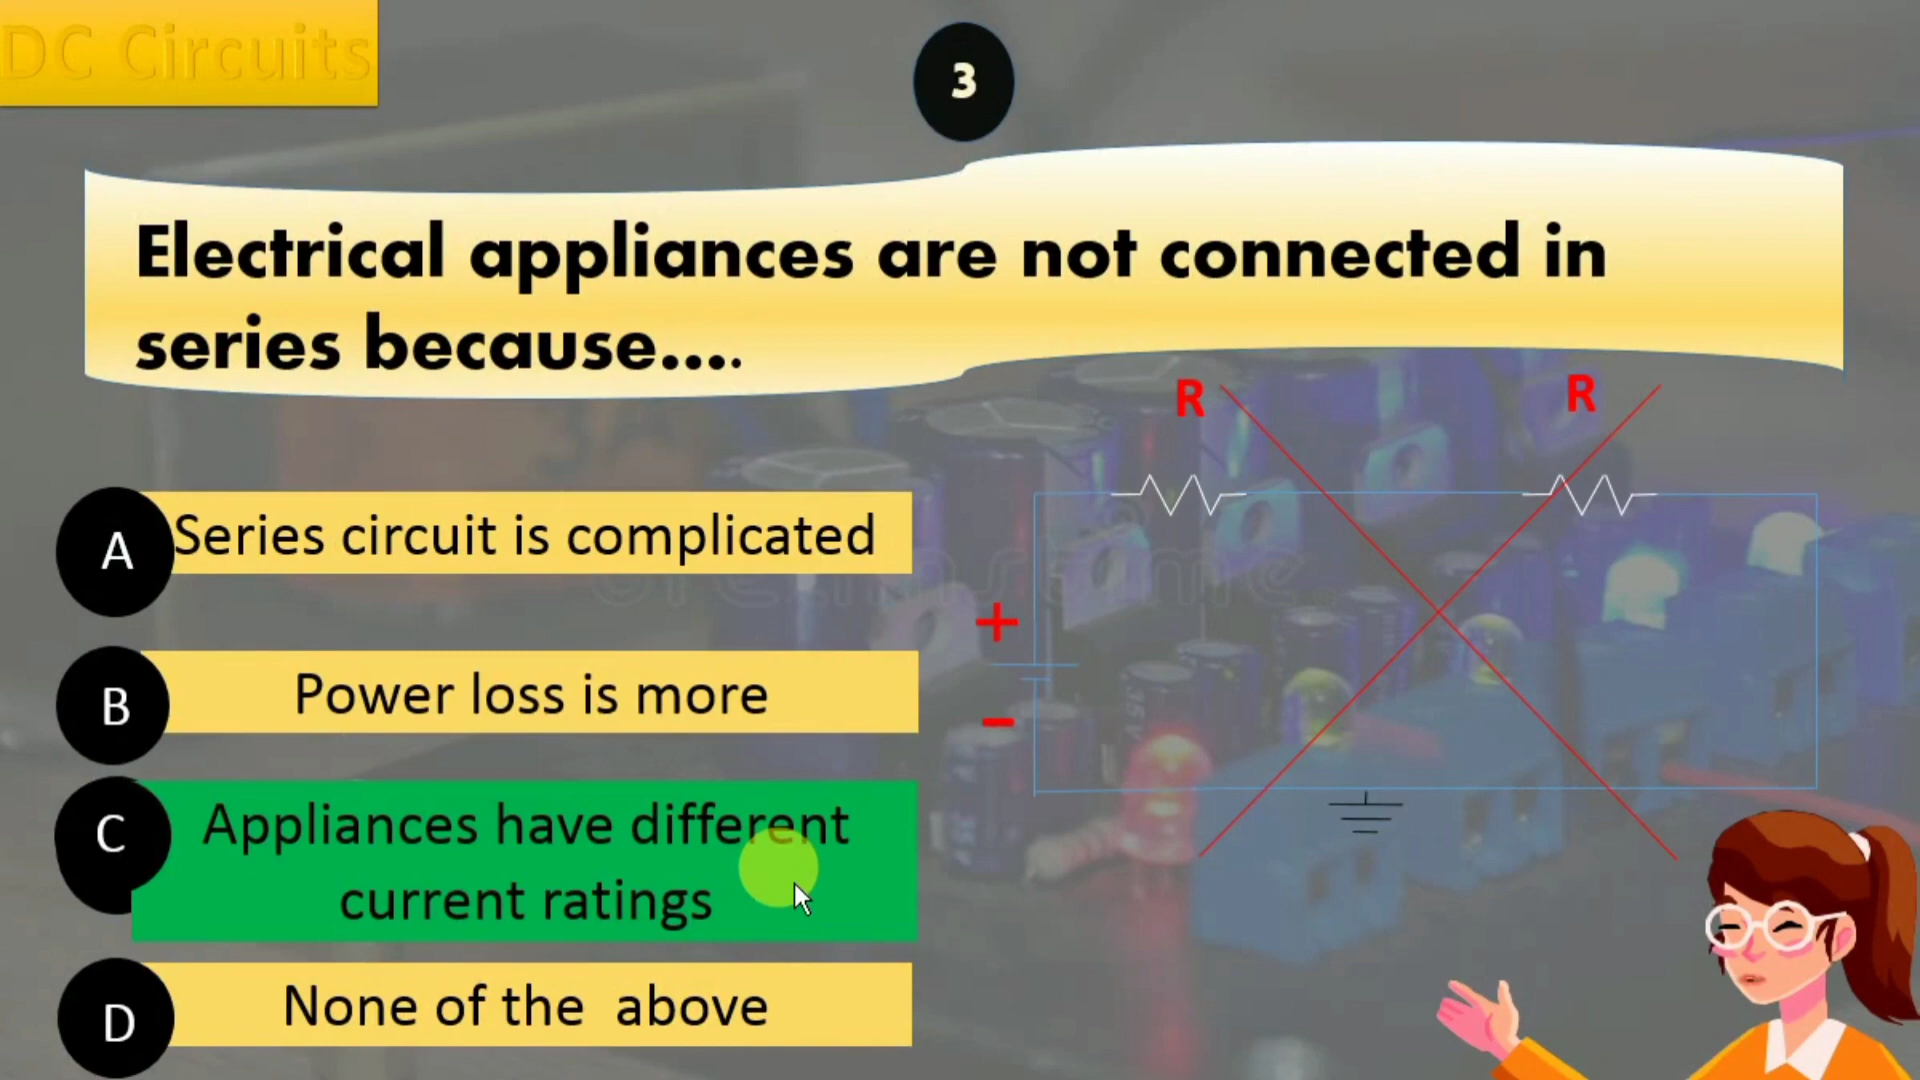 DC Circuits
3
Electrical appliances are not connected in
series because....
R
R
A
Series circuit is complicated
+
B
Power loss is more
-
C
Appliances have different
current ratings
D
None of the above